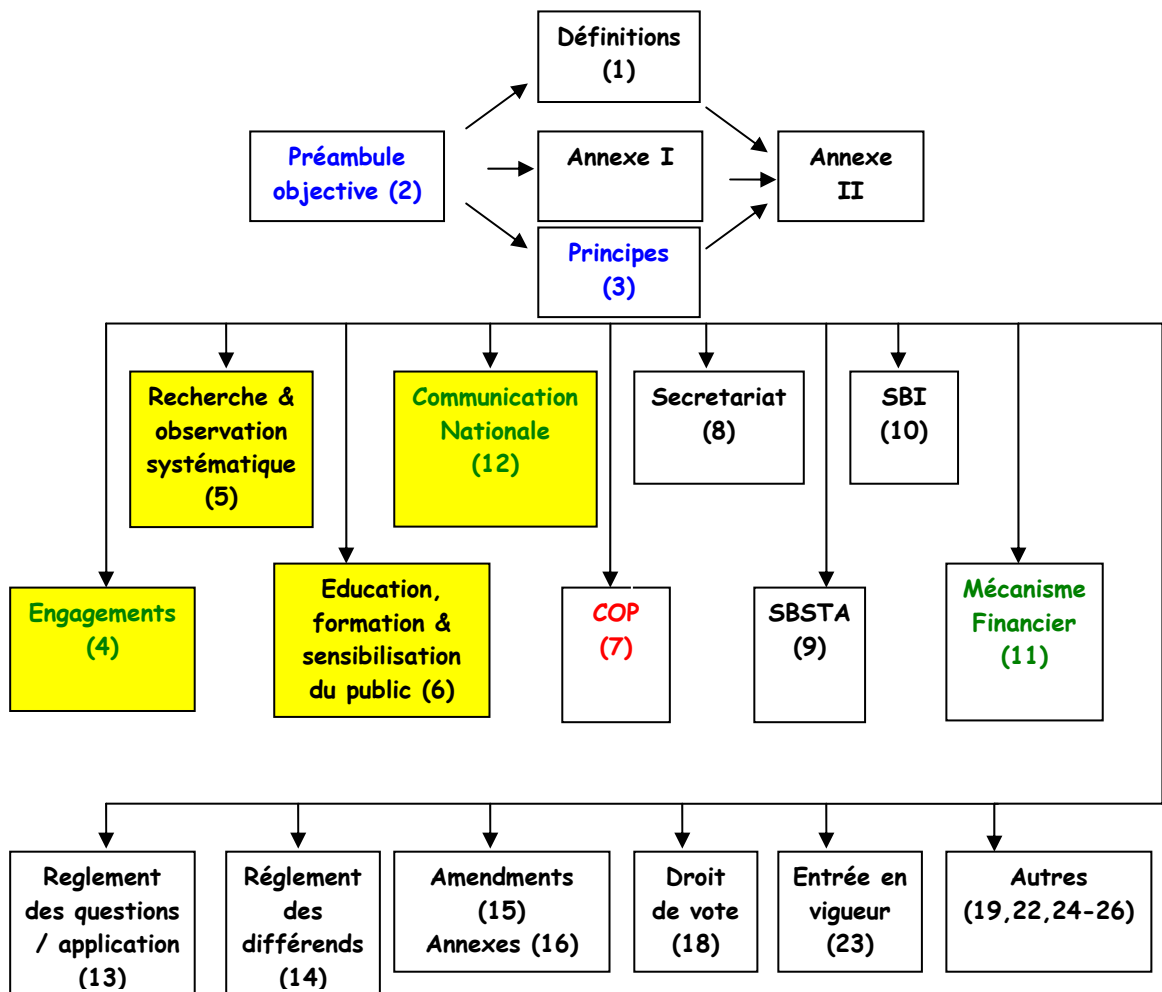 Définitions
(1)
Préambule
objective (2)
Annexe I
Annexe
II
Principes
(3)
Recherche &
observation
systématique
(5)
Communication
Nationale
(12)
Secretariat
(8)
SBI
(10)
Engagements
(4)
Education,
formation &
sensibilisation
du public (6)
COP
(7)
SBSTA
(9)
Mécanisme
Financier
(11)
Reglement
des questions
/ application
(13)
Réglement
des
différends
(14)
Amendments
(15)
Annexes (16)
Droit
de vote
(18)
Entrée en
vigueur
(23)
Autres
(19,22,24-26)